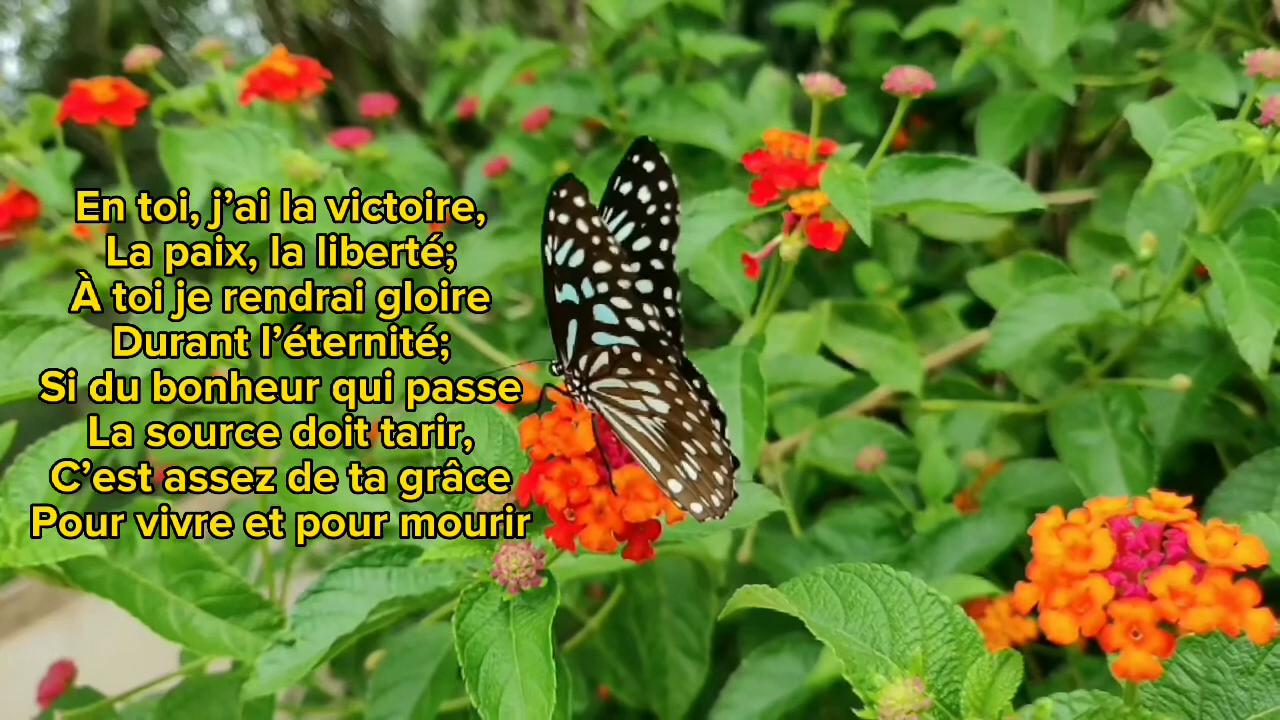 En toi, j’ai la victoire,
La paix, la liberté;
À toi je rendrai gloire
Durant l’éternité;
Si du bonheur qui passe
La source doit tarir,
C’est assez de ta grâce
Pour vivre et pour mourir